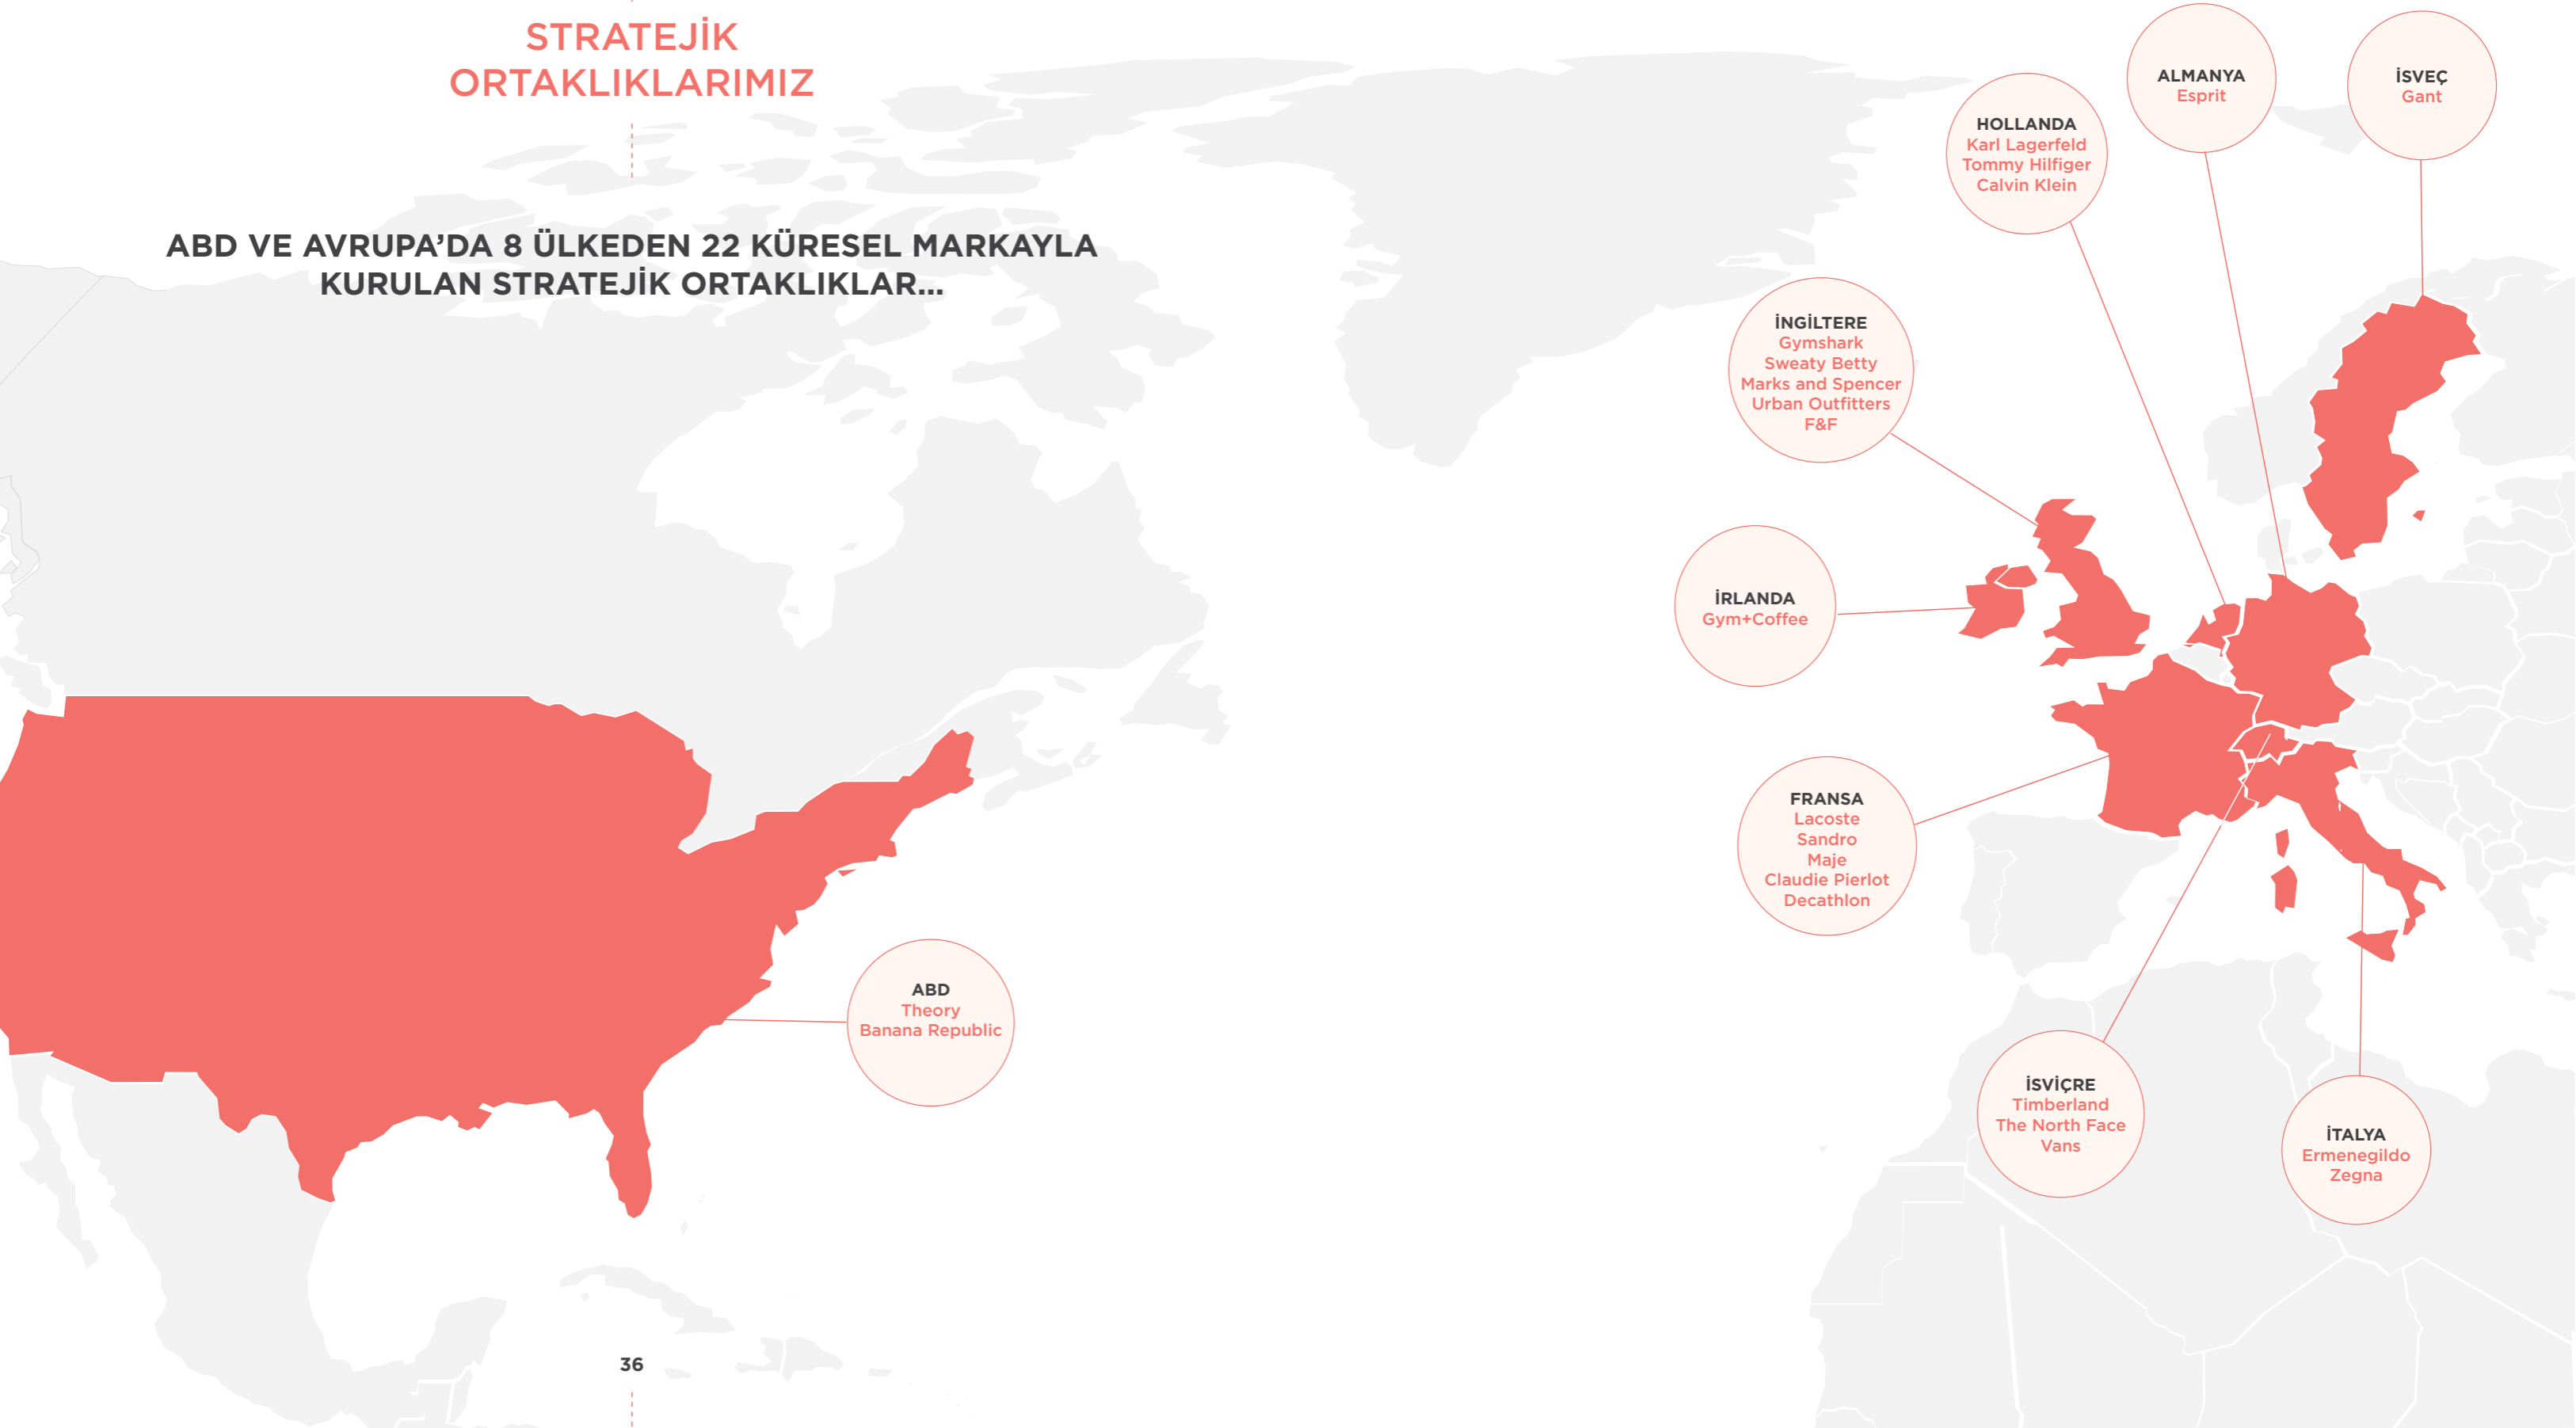 STRATEJİK
ORTAKLIKLARIMIZ
ABD VE AVRUPA’DA 8 ÜLKEDEN 22 KÜRESEL MARKAYLA
KURULAN STRATEJİK ORTAKLIKLAR...
ALMANYA
Esprit
İSVEÇ
Gant
HOLLANDA
Karl Lagerfeld
Tommy Hilfiger
Calvin Klein
İNGİLTERE
Gymshark
Sweaty Betty
Marks and Spencer
Urban Outfitters
F&F
İRLANDA
Gym+Coffee
FRANSA
Lacoste
Sandro
Maje
Claudie Pierlot
Decathlon
ABD
Theory
Banana Republic
İSVİÇRE
Timberland
The North Face
Vans
İTALYA
Ermenegildo
Zegna
36